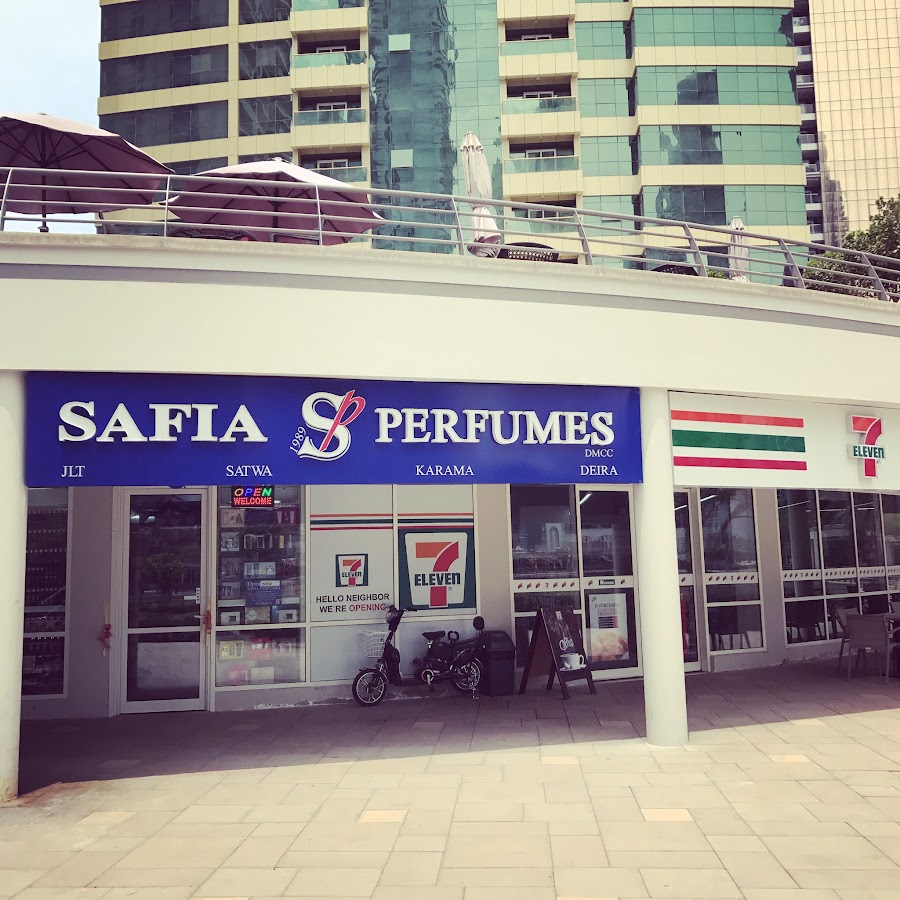 SAFIA SP PERFUMES
1989
DMCC
JLT SATWA KARAMA DEIRA
7
ELEVEN
OPEN
WELCOME
7
ELEVEN
HELLO NEIGHBOR
WE RE OPENING
7
ELEVEN